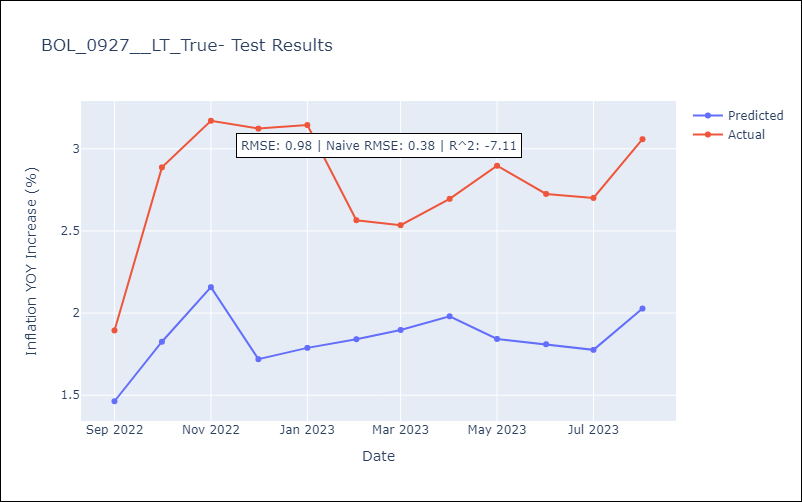 BOL_0927__LT_True- Test Results
Predicted
Actual
RMSE: 0.98 | Naive RMSE: 0.38 | R^2: -7.11
Inflation YOY Increase (%)
3
2.5
2
1.5
Sep 2022
Nov 2022
Jan 2023
Mar 2023
May 2023
Jul 2023
Date